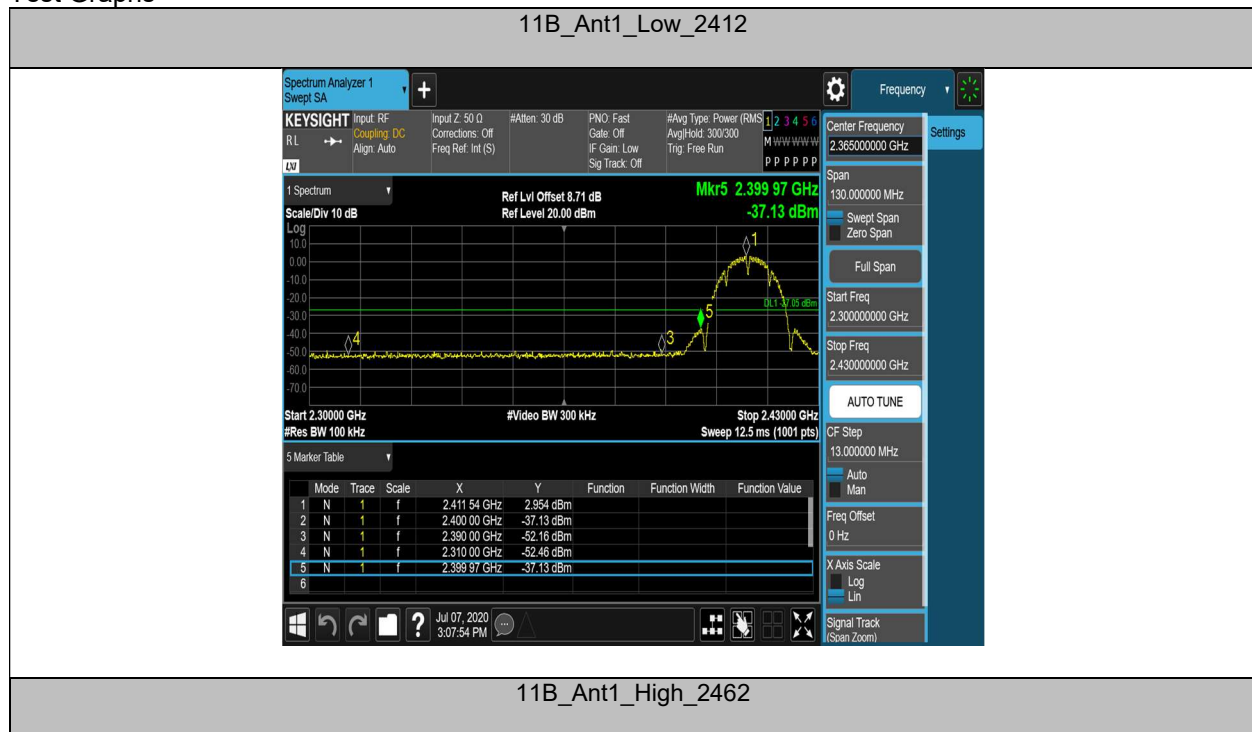 Test Graphs
11B_Ant1_Low_2412
Spectrum Analyzer 1
Swept SA
Frequency
KEYSIGHT
RL
LXI
Input: RF
Coupling: DC
Align: Auto
Input Z: 50 Ω
Corrections: Off
Freq Ref: Int (S)
#Atten: 30 dB
PNO: Fast
Gate: Off
IF Gain: Low
Sig Track: Off
#Avg Type: Power (RMS
Avg|Hold: 300/300
Trig: Free Run
1 2 3 4 5 6
M W W W W W
P P P P P P
1 Spectrum
Scale/Div 10 dB
Ref Lvl Offset 8.71 dB
Ref Level 20.00 dBm
Mkr5 2.399 97 GHz
-37.13 dBm
Log
10.0
0.00
-10.0
-20.0
-30.0
-40.0
-50.0
-60.0
-70.0
1
5
3
4
Start 2.30000 GHz
#Res BW 100 kHz
#Video BW 300 kHz
Stop 2.43000 GHz
Sweep 12.5 ms (1001 pts)
5 Marker Table
Mode Trace Scale X Y Function Function Width Function Value
1 N 1 f 2.411 54 GHz 2.954 dBm
2 N 1 f 2.400 00 GHz -37.13 dBm
3 N 1 f 2.390 00 GHz -52.16 dBm
4 N 1 f 2.310 00 GHz -52.46 dBm
5 N 1 f 2.399 97 GHz -37.13 dBm
6
Jul 07, 2020
3:07:54 PM
Center Frequency
2.365000000 GHz
Settings
Span
130.000000 MHz
Swept Span
Zero Span
Full Span
Start Freq
2.300000000 GHz
Stop Freq
2.430000000 GHz
AUTO TUNE
CF Step
13.000000 MHz
Auto
Man
Freq Offset
0 Hz
X Axis Scale
Log
Lin
Signal Track
(Span Zoom)
11B_Ant1_High_2462